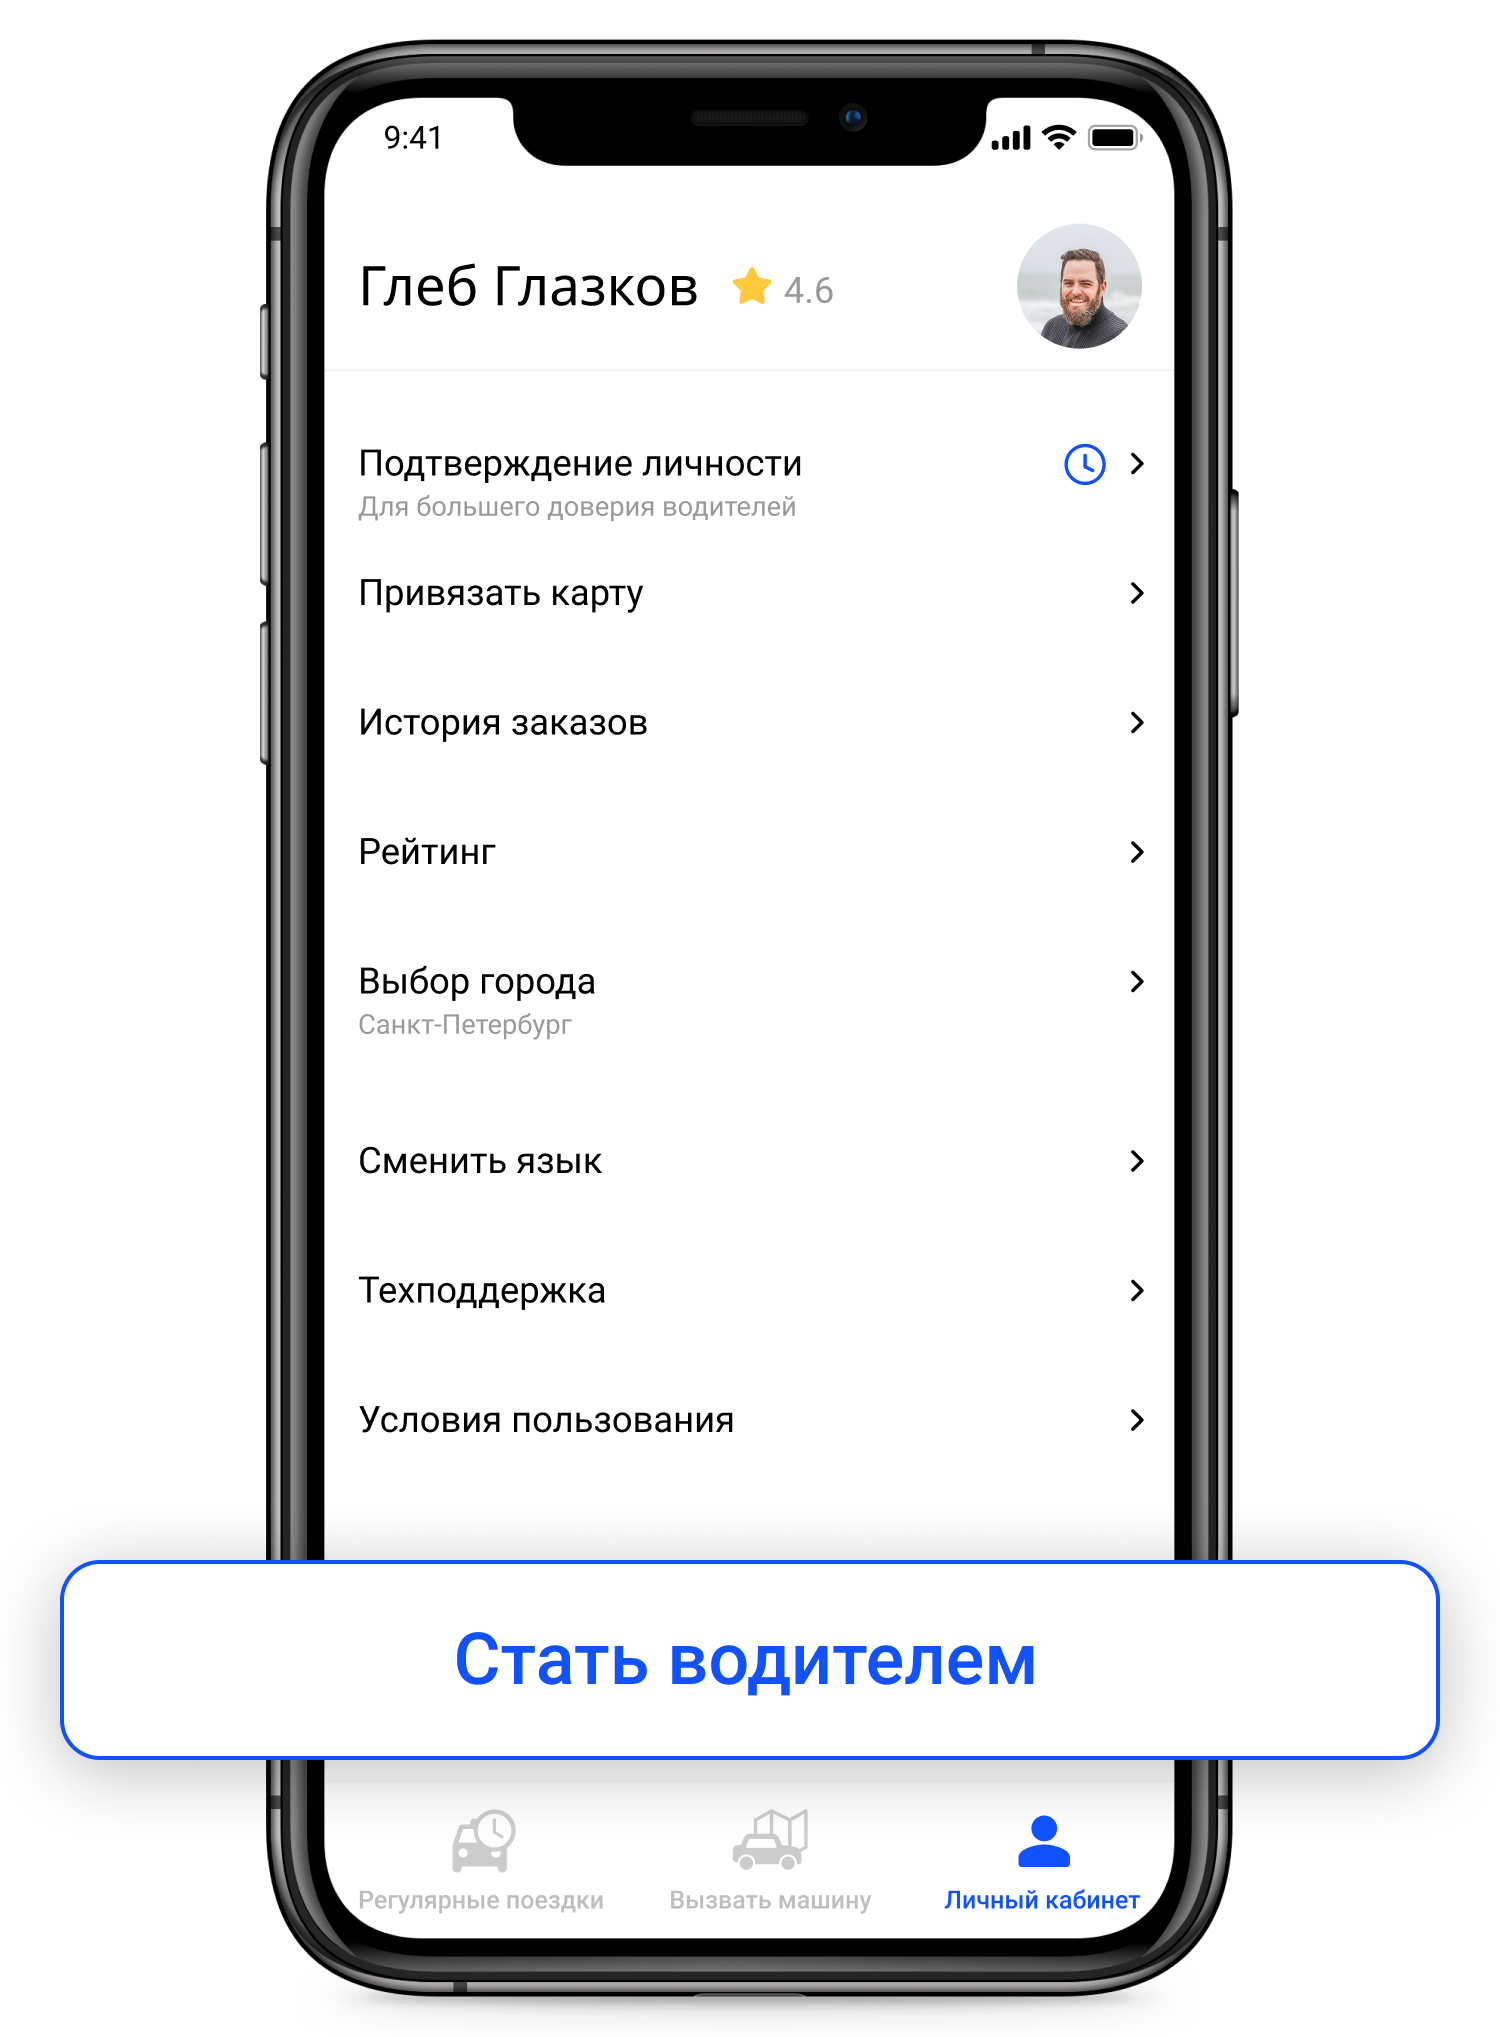 9:41
Глеб Глазков 4.6
Подтверждение личности
Для большего доверия водителей
Привязать карту
История заказов
Рейтинг
Выбор города
Санкт-Петербург
Сменить язык
Техподдержка
Условия пользования
Стать водителем
Регулярные поездки Вызвать машину Личный кабинет